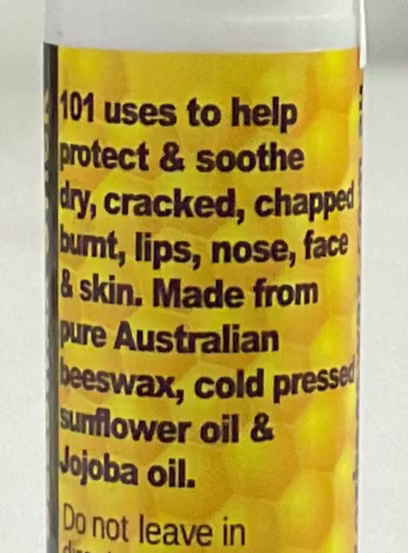 101 uses to help
protect & soothe
dry, cracked, chapped
burnt, lips, nose, face
& skin. Made from
pure Australian
beeswax, cold pressed
sunflower oil &
Jojoba oil.
Do not leave in